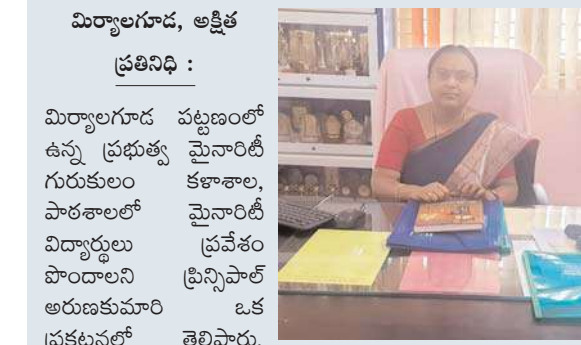 మిర్యాలగూడ, అక్షిత
ప్రతినిధి :
మిర్యాలగూడ పట్టణంలో
ఉన్న ప్రభుత్వ మైనారిటీ
గురుకులం కళాశాల,
పాఠశాలలో మైనారిటీ
విద్యార్థులు ప్రవేశం
పొందాలని ప్రిన్సిపాల్
అరుణకుమారి ఒక
ప్రకటనలో తెలిపారు.